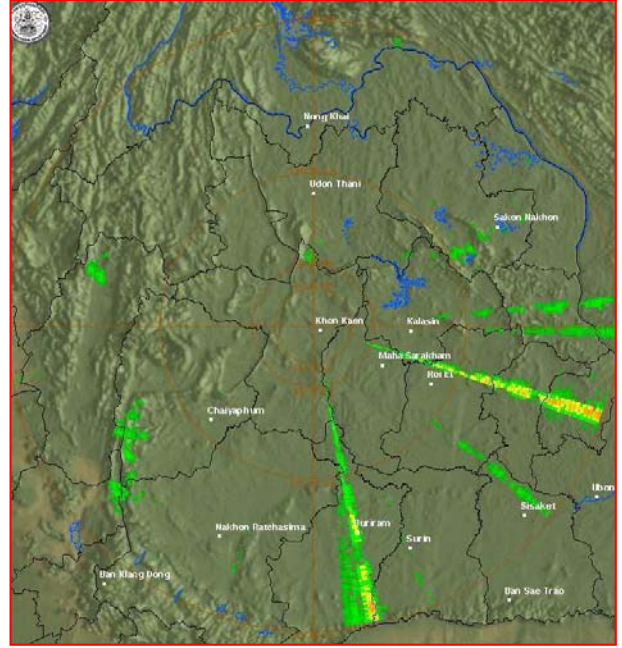 Nong Khai
Udon Thani
Sakon Nakhon
Khon Kaen
Kalasin
Maha Sarakham
Roi Et
Chaiyaphum
Ubon
Sisaket
Buriram
Nakhon Ratchasima
Surin
Ban Klang Dong
Ban Sae Trao